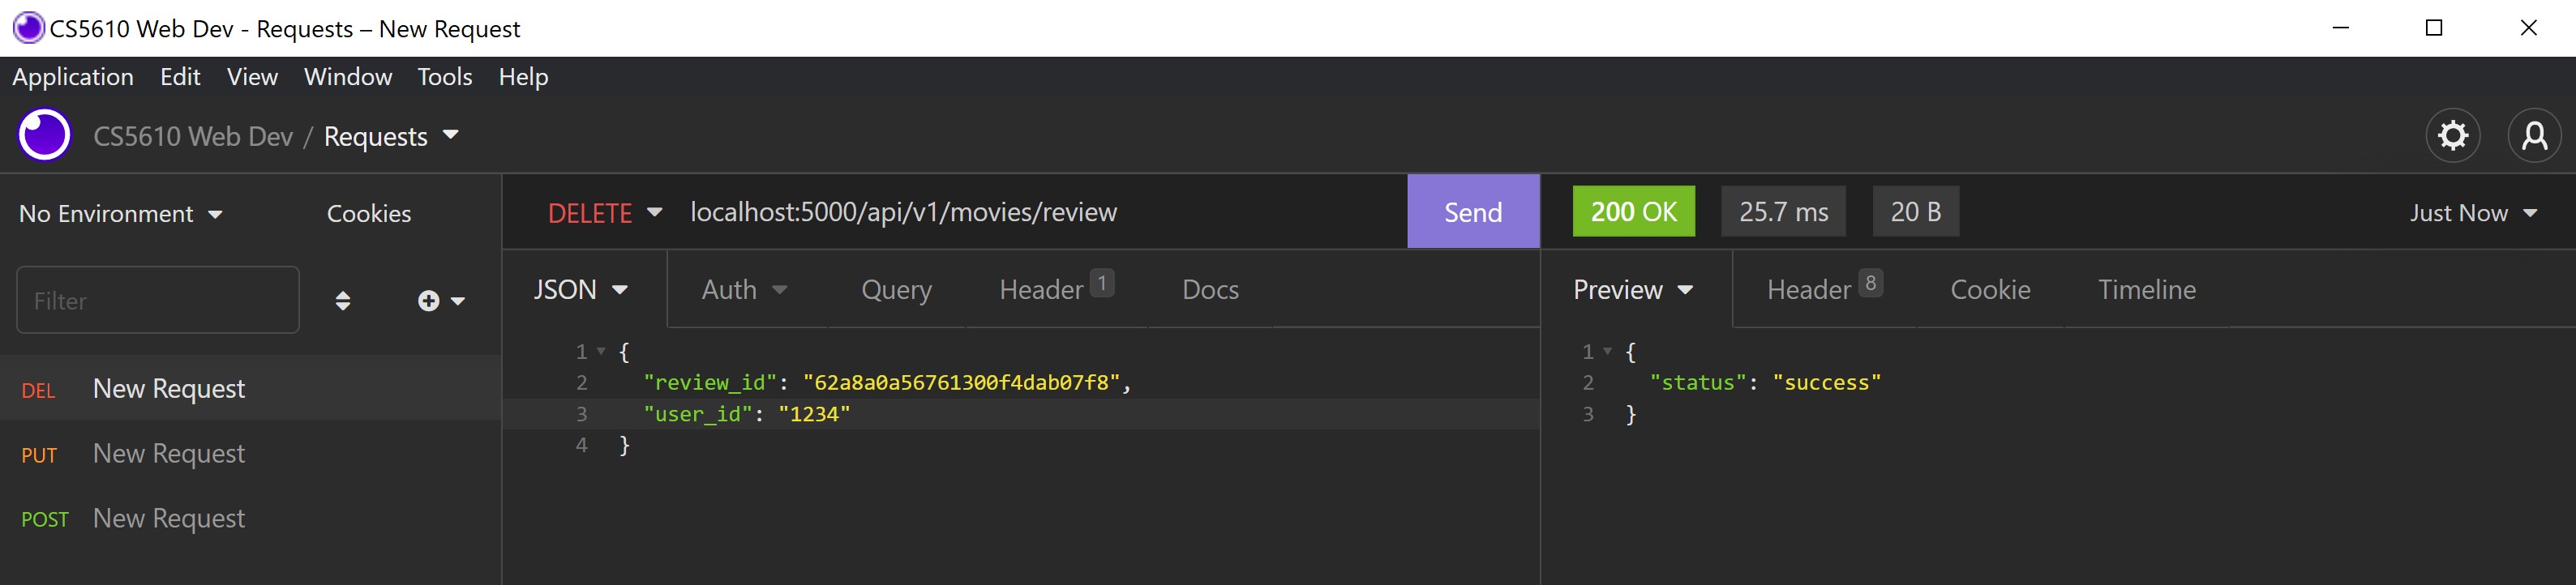 CS5610 Web Dev - Requests – New Request
Application Edit View Window Tools Help
CS5610 Web Dev / Requests
No Environment Cookies
DELETE localhost:5000/api/v1/movies/review Send
200 OK 25.7 ms 20 B Just Now
Filter
JSON Auth Query Header 1 Docs
Preview Header 8 Cookie Timeline
DEL New Request
PUT New Request
POST New Request
1 {
2 "review_id": "62a8a0a56761300f4dab07f8",
3 "user_id": "1234"
4 }
1 {
2 "status": "success"
3 }